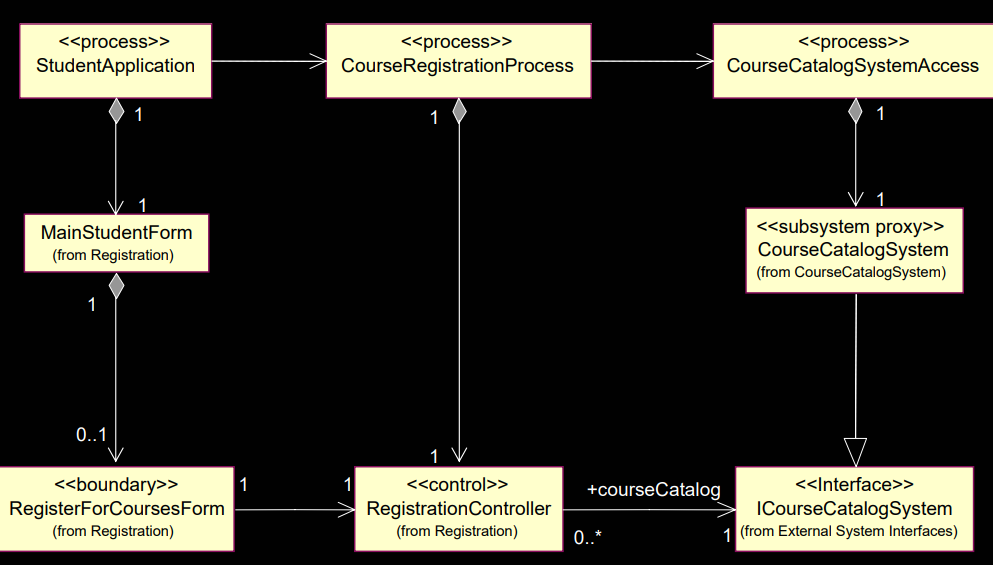 <<process>>
StudentApplication
<<process>>
CourseRegistrationProcess
<<process>>
CourseCatalogSystemAccess
1
1
1
1
1
MainStudentForm
(from Registration)
<<subsystem proxy>>
CourseCatalogSystem
(from CourseCatalogSystem)
1
0..1
1
<<boundary>>
RegisterForCoursesForm
(from Registration)
1
1
<<control>>
RegistrationController
(from Registration)
+courseCatalog
0..*
1
<<Interface>>
ICourseCatalogSystem
(from External System Interfaces)